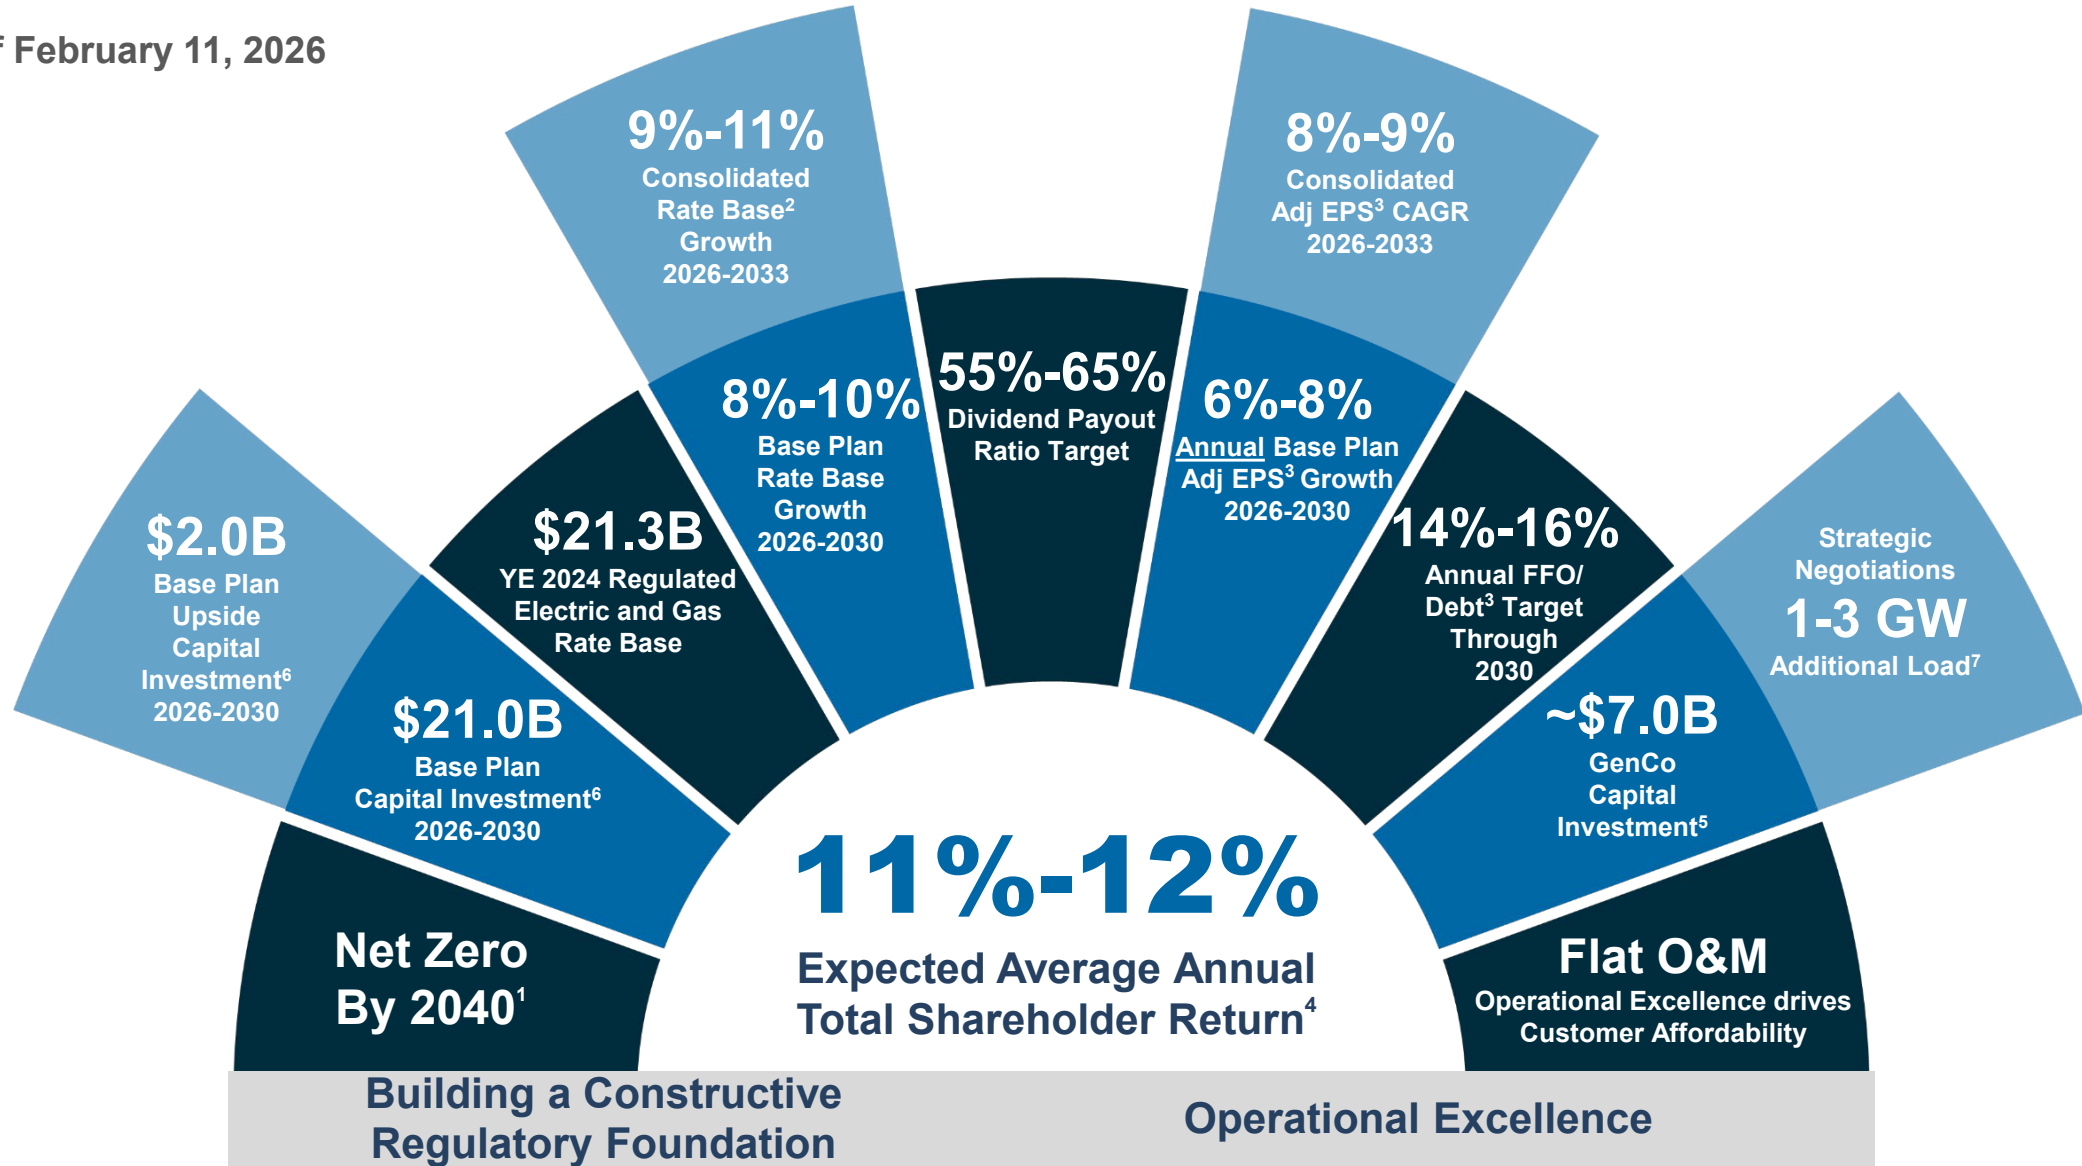 February 11, 2026
9%-11%
Consolidated
Rate Base²
Growth
2026-2033
8%-9%
Consolidated
Adj EPS³ CAGR
2026-2033
$2.0B
Base Plan
Upside
Capital
Investment⁶
2026-2030
$21.0B
Base Plan
Capital Investment⁶
2026-2030
$21.3B
YE 2024 Regulated
Electric and Gas
Rate Base
8%-10%
Base Plan
Rate Base
Growth
2026-2030
55%-65%
Dividend Payout
Ratio Target
6%-8%
Annual Base Plan
Adj EPS³ Growth
2026-2030
14%-16%
Annual FFO/
Debt³ Target
Through
2030
~$7.0B
GenCo
Capital
Investment⁵
Strategic
Negotiations
1-3 GW
Additional Load⁷
Net Zero
By 2040¹
11%-12%
Expected Average Annual
Total Shareholder Return⁴
Flat O&M
Operational Excellence drives
Customer Affordability
Building a Constructive
Regulatory Foundation
Operational Excellence